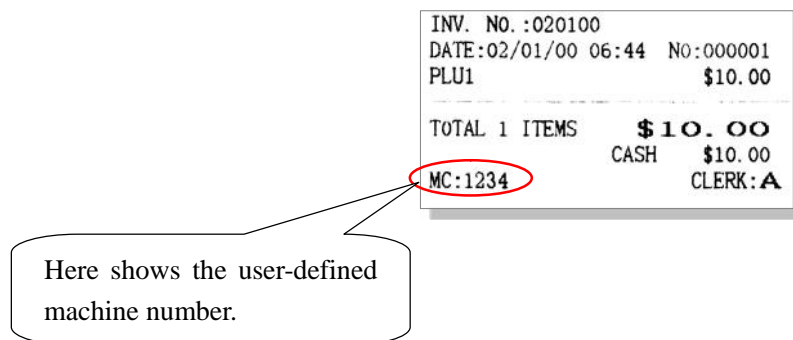 INV. NO.:020100
DATE:02/01/00 06:44 NO:000001
PLU1 $10.00
TOTAL 1 ITEMS $10.00
CASH $10.00
MC:1234 CLERK:A
Here shows the user-defined
machine number.